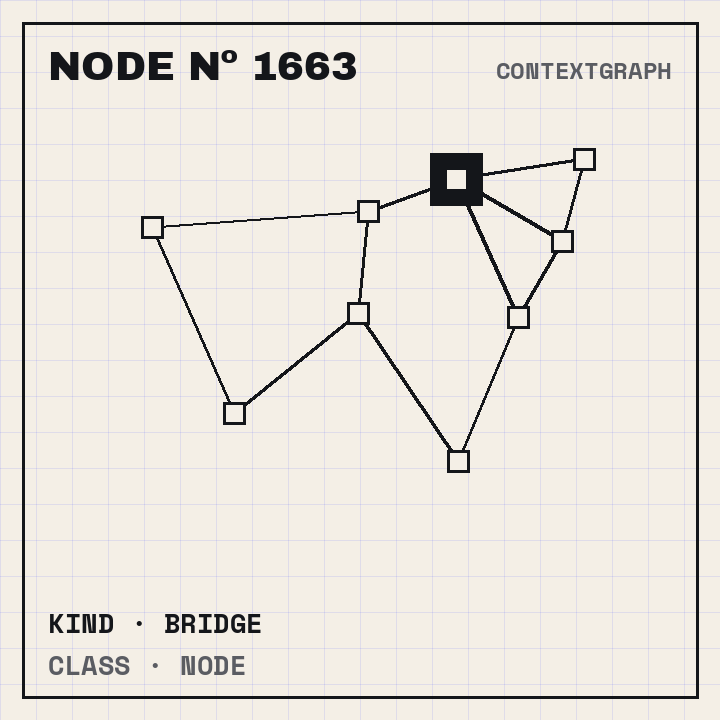 NODE Nº 1663
CONTEXTGRAPH
KIND · BRIDGE
CLASS · NODE